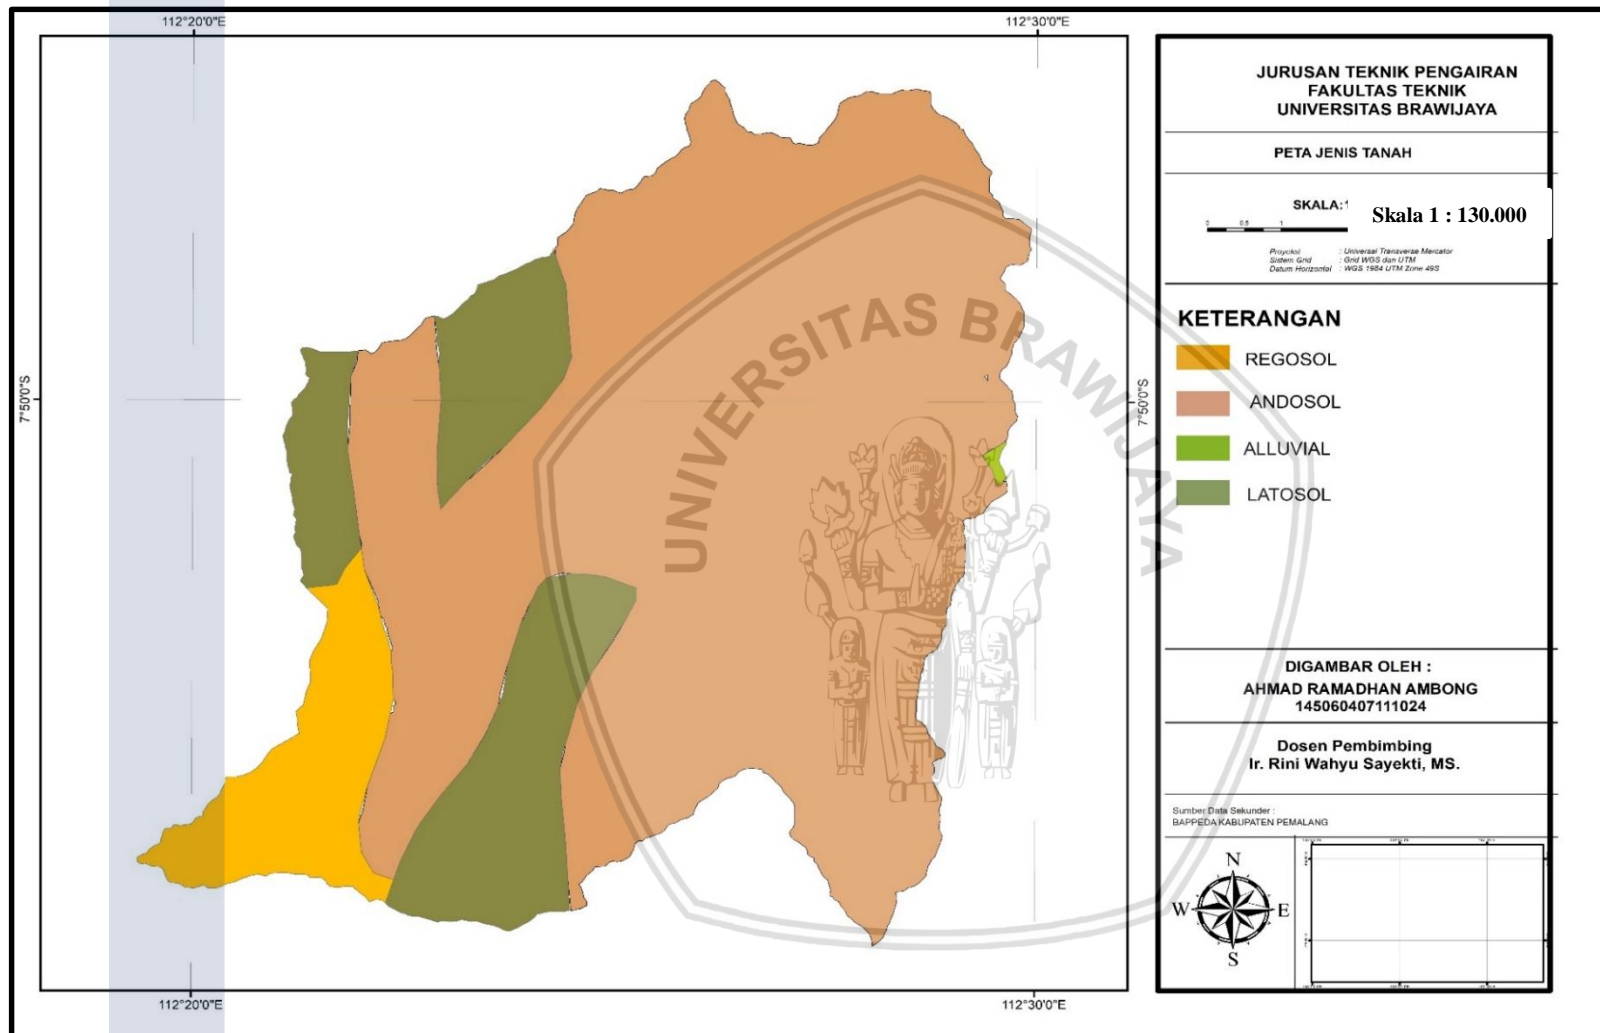 112°20'0"E
112°30'0"E
7°50'0"S
7°50'0"S
112°20'0"E
112°30'0"E
UNIVERSITAS BRAWIJAYA
JURUSAN TEKNIK PENGAIRAN
FAKULTAS TEKNIK
UNIVERSITAS BRAWIJAYA
PETA JENIS TANAH
SKALA:1
Skala 1 : 130.000
0 0,5 1
Proyeksi : Universal Transverse Mercator
Sistem Grid : Grid WGS dan UTM
Datum Horizontal : WGS 1984 UTM Zone 49S
KETERANGAN
REGOSOL
ANDOSOL
ALLUVIAL
LATOSOL
DIGAMBAR OLEH :
AHMAD RAMADHAN AMBONG
145060407111024
Dosen Pembimbing
Ir. Rini Wahyu Sayekti, MS.
Sumber Data Sekunder :
BAPPEDA KABUPATEN PEMALANG
N
W E
S